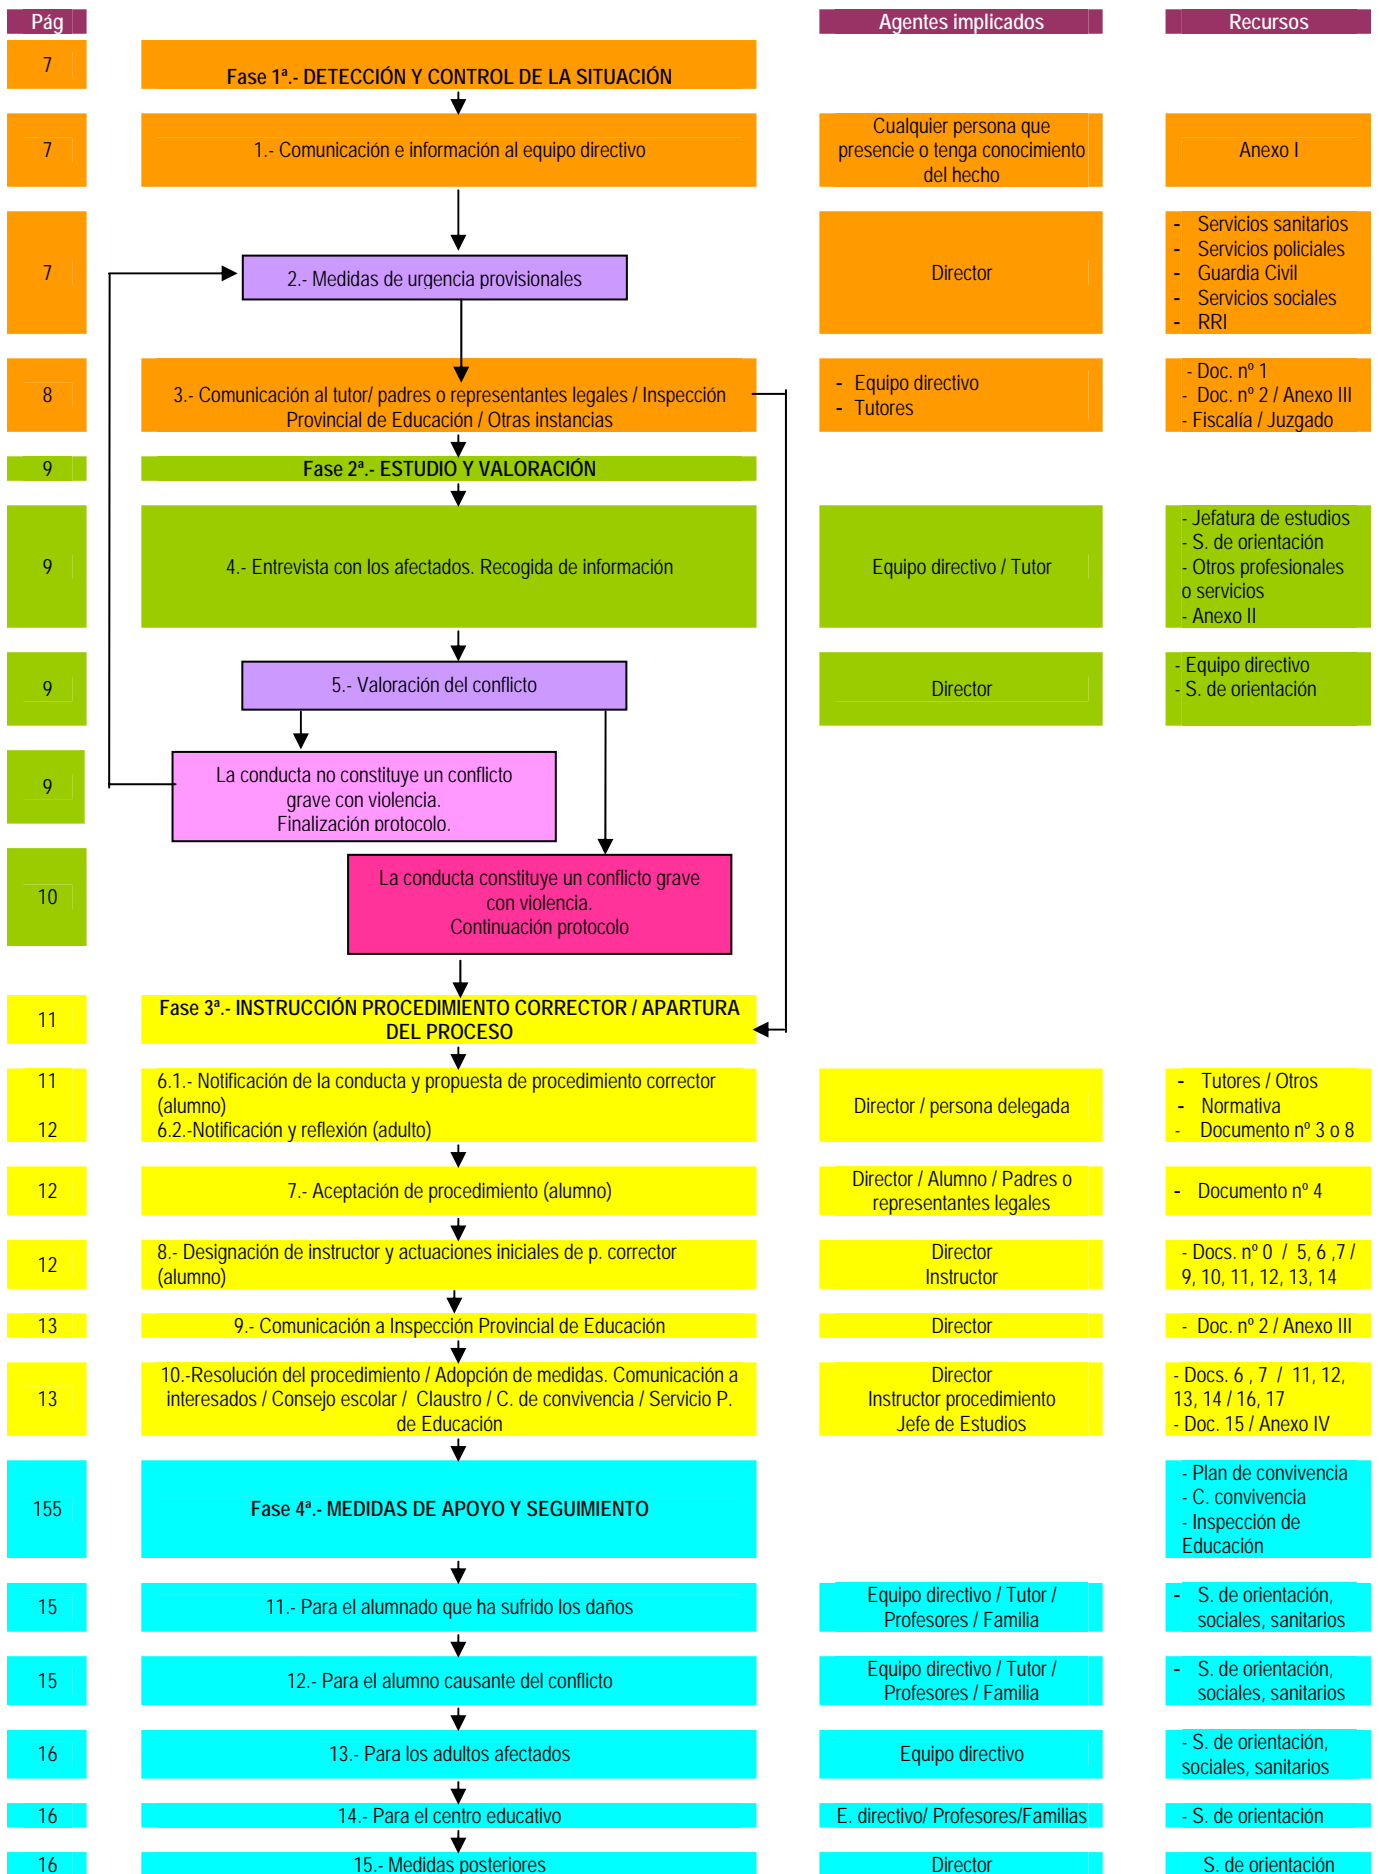 Pág
Agentes implicados
Recursos
7
Fase 1ª.- DETECCIÓN Y CONTROL DE LA SITUACIÓN
7
1.- Comunicación e información al equipo directivo
Cualquier persona que
presencie o tenga conocimiento
del hecho
Anexo I
7
2.- Medidas de urgencia provisionales
Director
- Servicios sanitarios
- Servicios policiales
- Guardia Civil
- Servicios sociales
- RRI
8
3.- Comunicación al tutor/ padres o representantes legales / Inspección
Provincial de Educación / Otras instancias
- Equipo directivo
- Tutores
- Doc. nº 1
- Doc. nº 2 / Anexo III
- Fiscalía / Juzgado
9
Fase 2ª.- ESTUDIO Y VALORACIÓN
9
4.- Entrevista con los afectados. Recogida de información
Equipo directivo / Tutor
- Jefatura de estudios
- S. de orientación
- Otros profesionales
o servicios
- Anexo II
9
5.- Valoración del conflicto
Director
- Equipo directivo
- S. de orientación
9
La conducta no constituye un conflicto
grave con violencia.
Finalización protocolo.
10
La conducta constituye un conflicto grave
con violencia.
Continuación protocolo
11
Fase 3ª.- INSTRUCCIÓN PROCEDIMIENTO CORRECTOR / APARTURA
DEL PROCESO
11
6.1.- Notificación de la conducta y propuesta de procedimiento corrector
(alumno)
12
6.2.-Notificación y reflexión (adulto)
Director / persona delegada
- Tutores / Otros
- Normativa
- Documento nº 3 o 8
12
7.- Aceptación de procedimiento (alumno)
Director / Alumno / Padres o
representantes legales
- Documento nº 4
12
8.- Designación de instructor y actuaciones iniciales de p. corrector
(alumno)
Director
Instructor
- Docs. nº 0 / 5, 6 ,7 /
9, 10, 11, 12, 13, 14
13
9.- Comunicación a Inspección Provincial de Educación
Director
- Doc. nº 2 / Anexo III
13
10.-Resolución del procedimiento / Adopción de medidas. Comunicación a
interesados / Consejo escolar / Claustro / C. de convivencia / Servicio P.
de Educación
Director
Instructor procedimiento
Jefe de Estudios
- Docs. 6 , 7 / 11, 12,
13, 14 / 16, 17
- Doc. 15 / Anexo IV
155
Fase 4ª.- MEDIDAS DE APOYO Y SEGUIMIENTO
- Plan de convivencia
- C. convivencia
- Inspección de
Educación
15
11.- Para el alumnado que ha sufrido los daños
Equipo directivo / Tutor /
Profesores / Familia
- S. de orientación,
sociales, sanitarios
15
12.- Para el alumno causante del conflicto
Equipo directivo / Tutor /
Profesores / Familia
- S. de orientación,
sociales, sanitarios
16
13.- Para los adultos afectados
Equipo directivo
- S. de orientación,
sociales, sanitarios
16
14.- Para el centro educativo
E. directivo/ Profesores/Familias
- S. de orientación
16
15.- Medidas posteriores
Director
S. de orientación